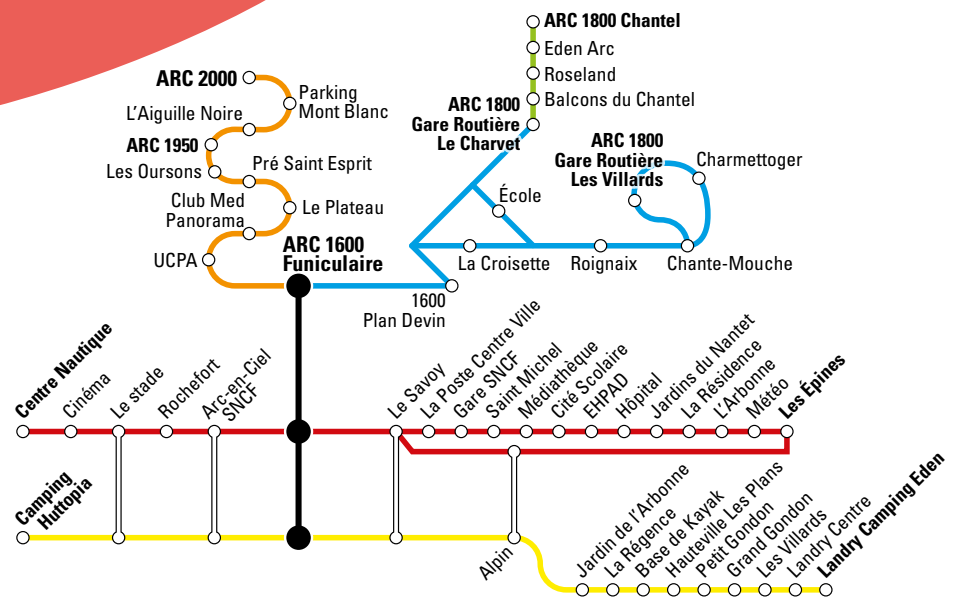 ARC 1800 Chantel
Eden Arc
Roseland
Balcons du Chantel
ARC 1800
Gare Routière
Le Charvet
ARC 2000
Parking
Mont Blanc
L'Aiguille Noire
ARC 1950
Les Oursons
Pré Saint Esprit
Club Med
Panorama
Le Plateau
UCPA
ARC 1600
Funiculaire
ARC 1800
Gare Routière
Les Villards
Charmettoger
École
La Croisette
Roignaix
Chante-Mouche
1600
Plan Devin
Centre Nautique
Cinéma
Le stade
Rochefort
Arc-en-Ciel
SNCF
Le Savoy
La Poste Centre Ville
Gare SNCF
Saint Michel
Médiathèque
Cité Scolaire
EHPAD
Hôpital
Jardins du Nantet
La Résidence
L'Arbonne
Météo
Les Épines
Camping
Huttopia
Alpin
Jardin de l'Arbonne
La Régence
Base de Kayak
Hauteville Les Plans
Petit Gondon
Grand Gondon
Les Villards
Landry Centre
Landry Camping Eden